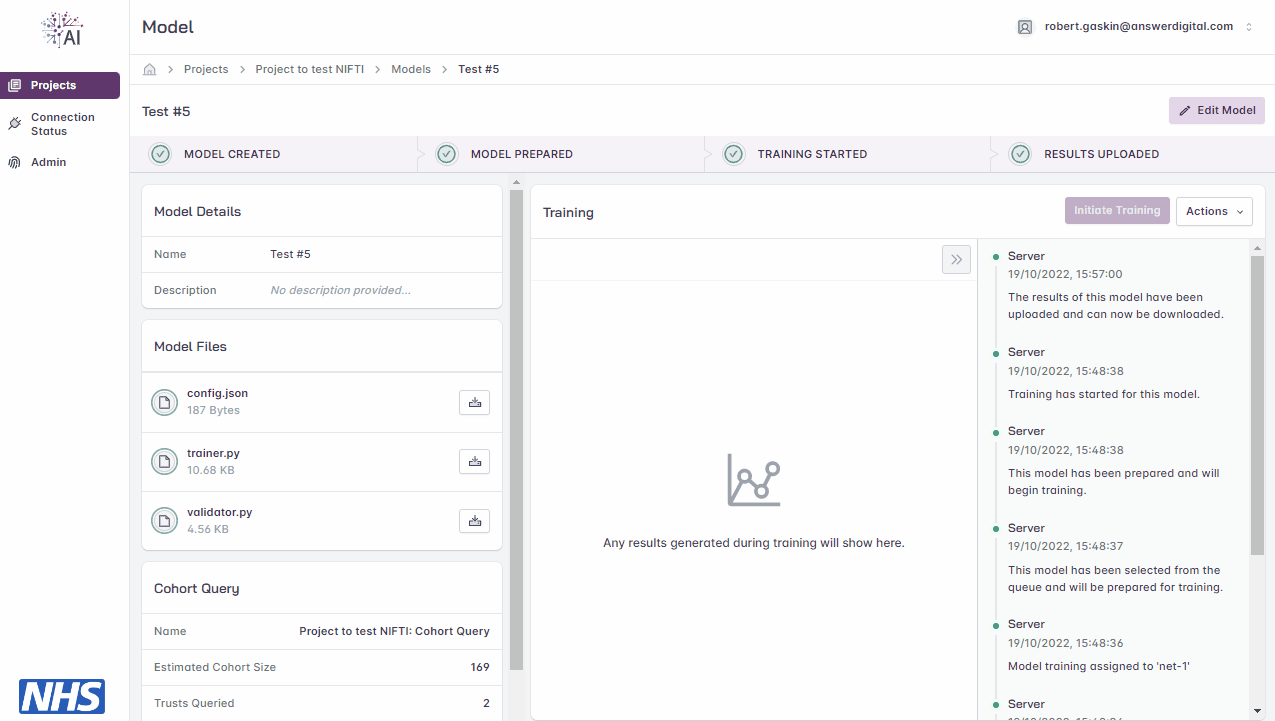 AI
Model
robert.gaskin@answerdigital.com
Projects
Connection
Status
Admin
Projects
Project to test NIFTI
Models
Test #5
Test #5
Edit Model
MODEL CREATED
MODEL PREPARED
TRAINING STARTED
RESULTS UPLOADED
Model Details
Name
Test #5
Description
No description provided...
Model Files
config.json
187 Bytes
trainer.py
10.68 KB
validator.py
4.56 KB
Cohort Query
Name
Project to test NIFTI: Cohort Query
Estimated Cohort Size
169
Trusts Queried
2
Training
Initiate Training
Actions
Any results generated during training will show here.
Server
19/10/2022, 15:57:00
The results of this model have been
uploaded and can now be downloaded.
Server
19/10/2022, 15:48:38
Training has started for this model.
Server
19/10/2022, 15:48:38
This model has been prepared and will
begin training.
Server
19/10/2022, 15:48:37
This model has been selected from the
queue and will be prepared for training.
Server
19/10/2022, 15:48:36
Model training assigned to 'net-1'
Server
NHS